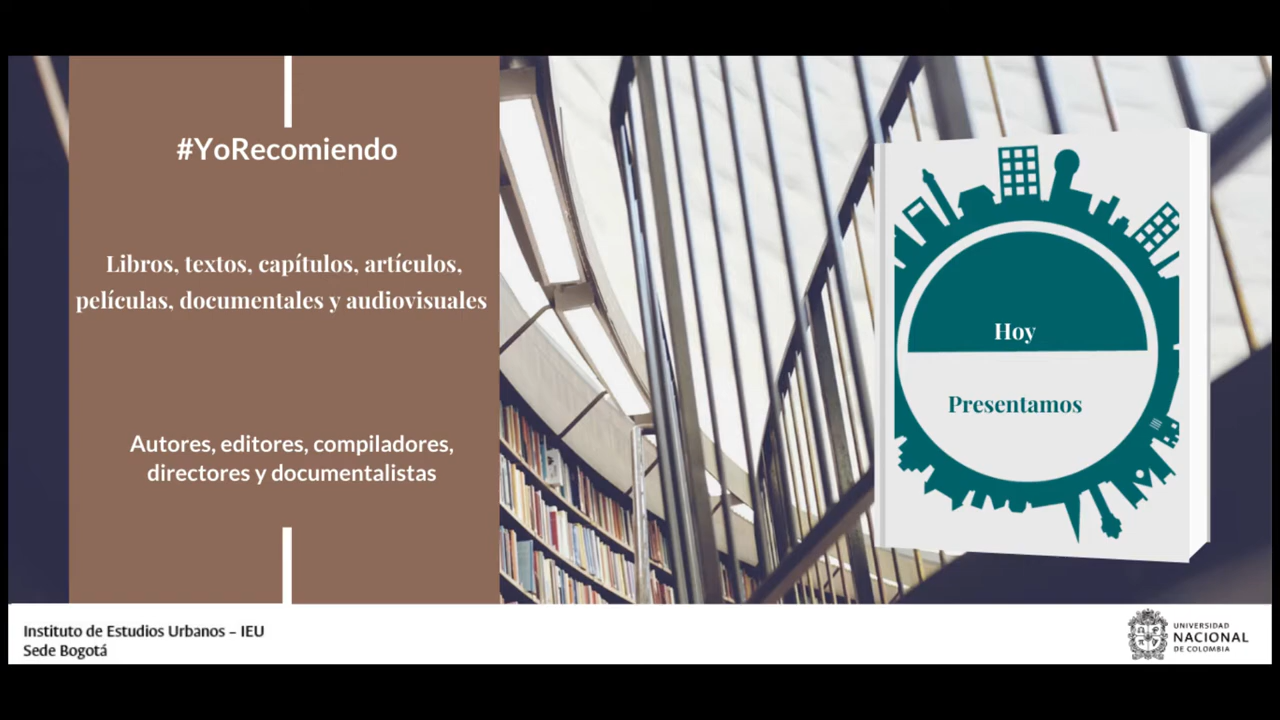 #YoRecomiendo
Libros, textos, capítulos, artículos,
películas, documentales y audiovisuales
Autores, editores, compiladores,
directores y documentalistas
Hoy
Presentamos
Instituto de Estudios Urbanos – IEU
Sede Bogotá
UNIVERSIDAD
NACIONAL
DE COLOMBIA